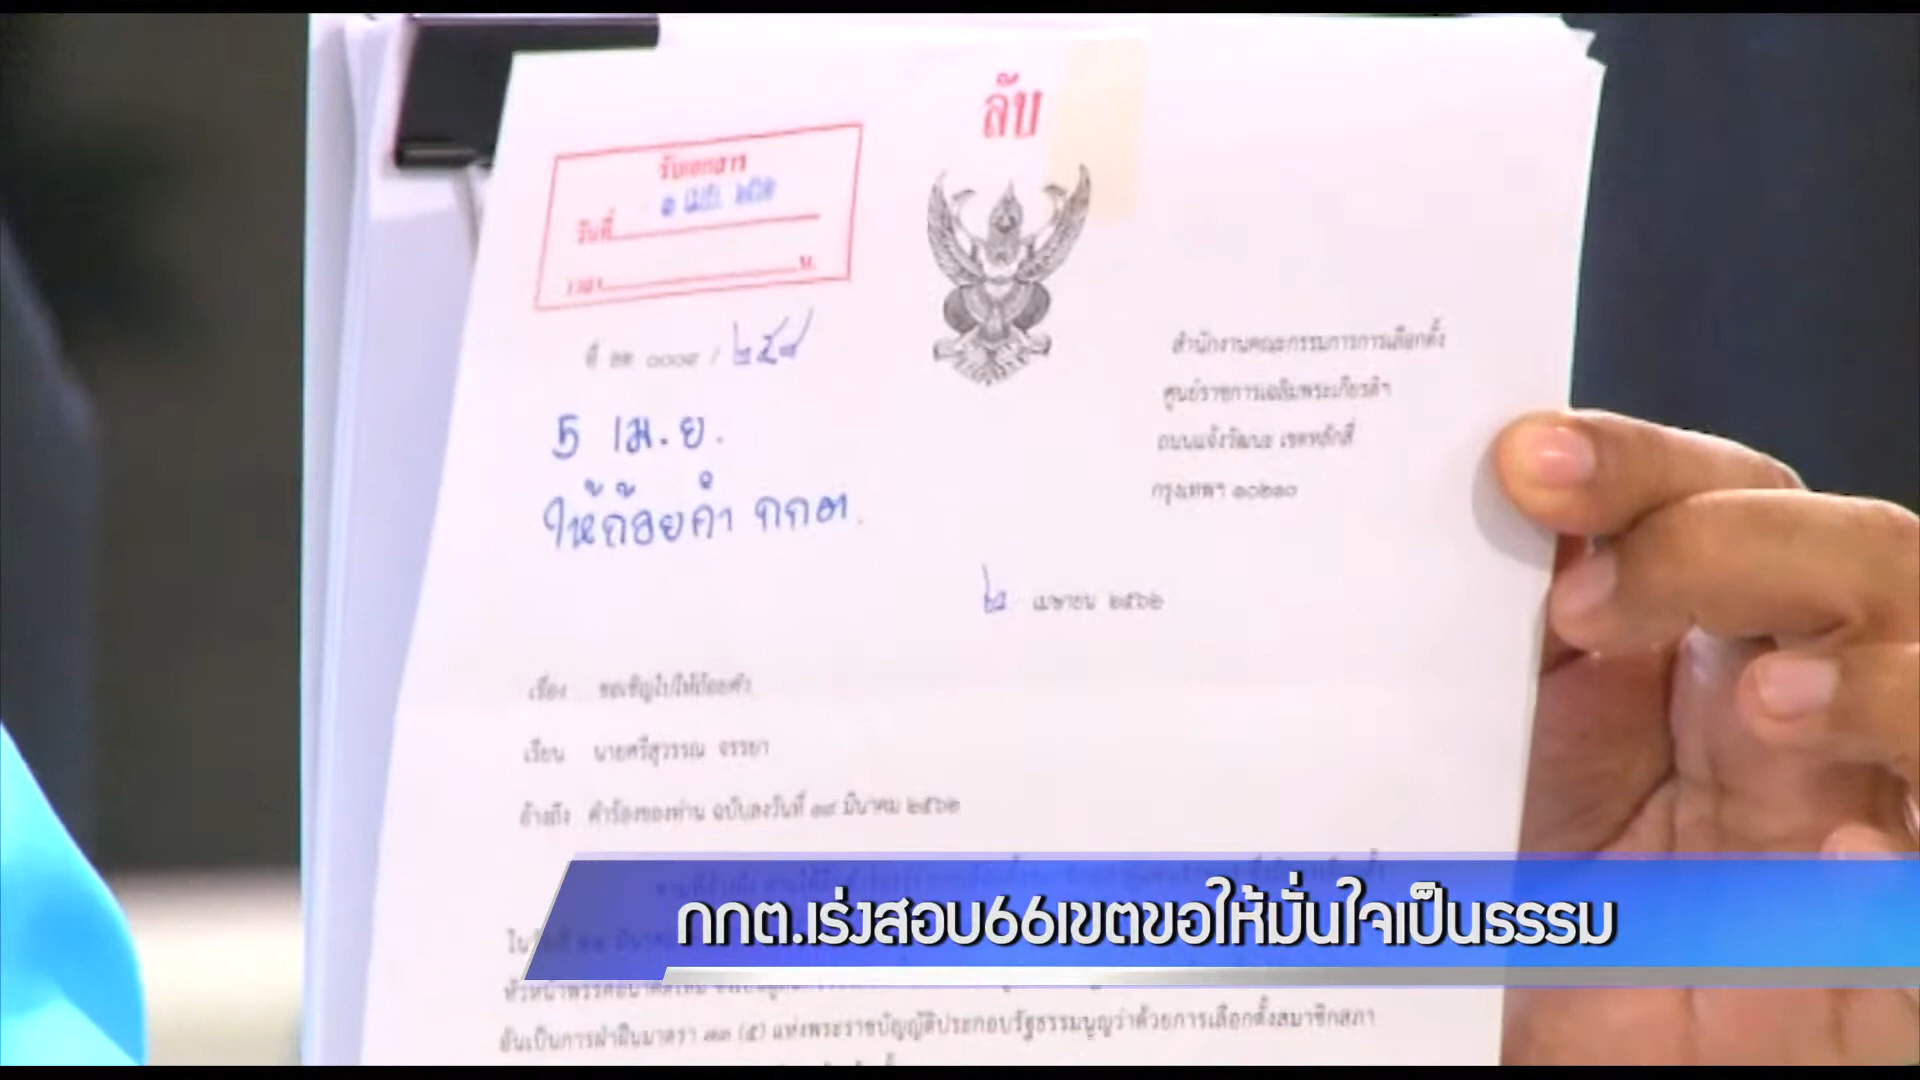 ลับ
รับเอกสาร
วันที่
เวลา น.
สำนักงานคณะกรรมการการเลือกตั้ง
ศูนย์ราชการเฉลิมพระเกียรติฯ
ถนนแจ้งวัฒนะ เขตหลักสี่
กรุงเทพฯ ๑๐๒๑๐
5 เม.ย.
ให้ถ้อยคำ กกต.
๒ เมษายน ๒๕๖๒
เรื่อง ขอเชิญไปให้ถ้อยคำ
เรียน นายศรีสุวรรณ จรรยา
อ้างถึง คำร้องของท่าน ฉบับลงวันที่ ๑๙ มีนาคม ๒๕๖๒
กกต.เร่งสอบ66เขตขอให้มั่นใจเป็นธรรม
อันเป็นการฝ่าฝืนมาตรา ๗๓ (๕) แห่งพระราชบัญญัติประกอบรัฐธรรมนูญว่าด้วยการเลือกตั้งสมาชิกสภา